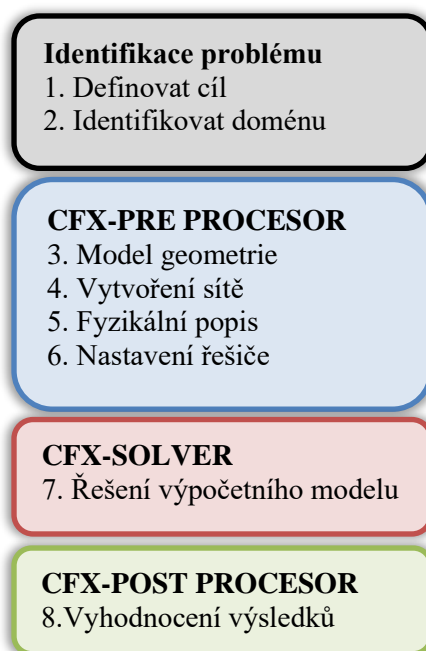 Identifikace problému
1. Definovat cíl
2. Identifikovat doménu
CFX-PRE PROCESOR
3. Model geometrie
4. Vytvoření sítě
5. Fyzikální popis
6. Nastavení řešiče
CFX-SOLVER
7. Řešení výpočetního modelu
CFX-POST PROCESOR
8.Vyhodnocení výsledků